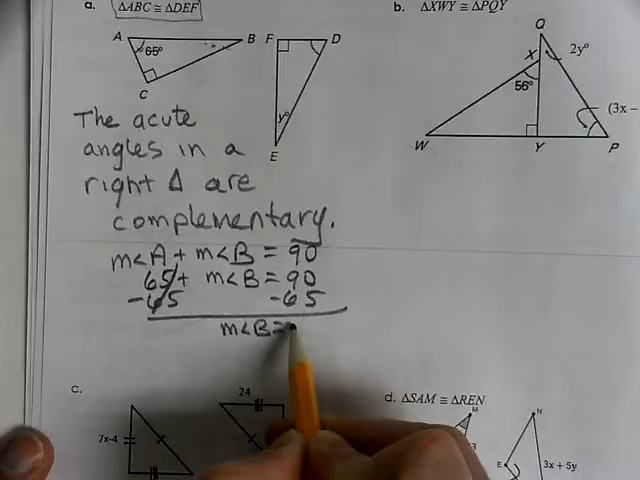 a. ΔABC ≅ ΔDEF
b. ΔXWY ≅ ΔPQY
A
65°
B
C
F
D
y°
E
Q
X
2y°
56°
(3x –
W
Y
P
The acute
angles in a
right Δ are
complementary.
m∠A + m∠B = 90
65 + m∠B = 90
-65 -65
m∠B =
c.
7x-4
24
d. ΔSAM ≅ ΔREN
M
N
E
3x + 5y